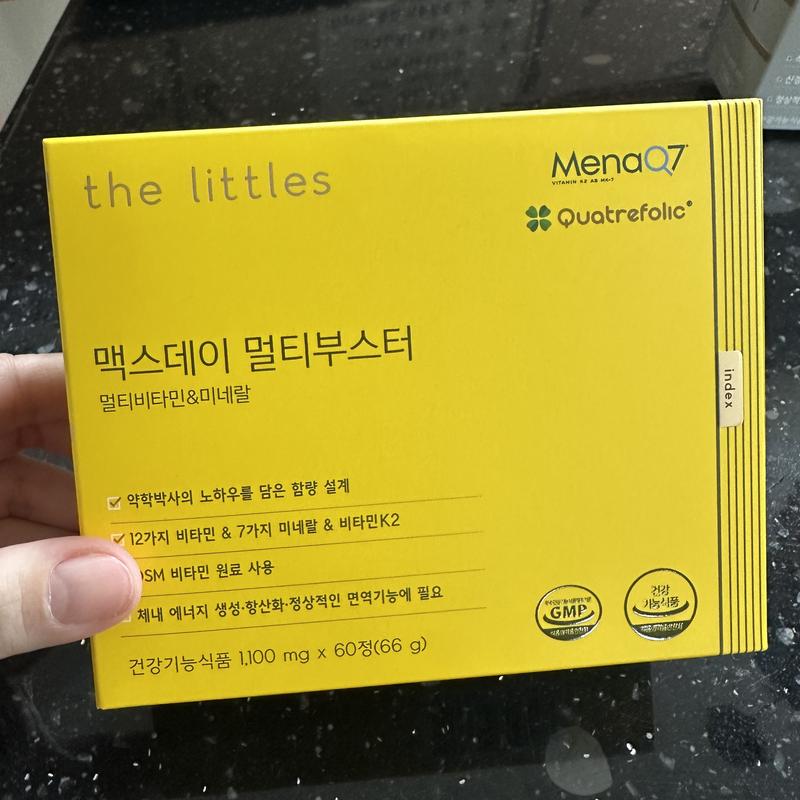 the littles
MenaQ7
VITAMIN K2 AS MK-7
Quatrefolic®
맥스데이 멀티부스터
멀티비타민&미네랄
index
약학박사의 노하우를 담은 함량 설계
12가지 비타민 & 7가지 미네랄 & 비타민K2
DSM 비타민 원료 사용
체내 에너지 생성·항산화·정상적인 면역기능에 필요
GMP
건강
기능식품
건강기능식품 1,100 mg x 60정(66 g)